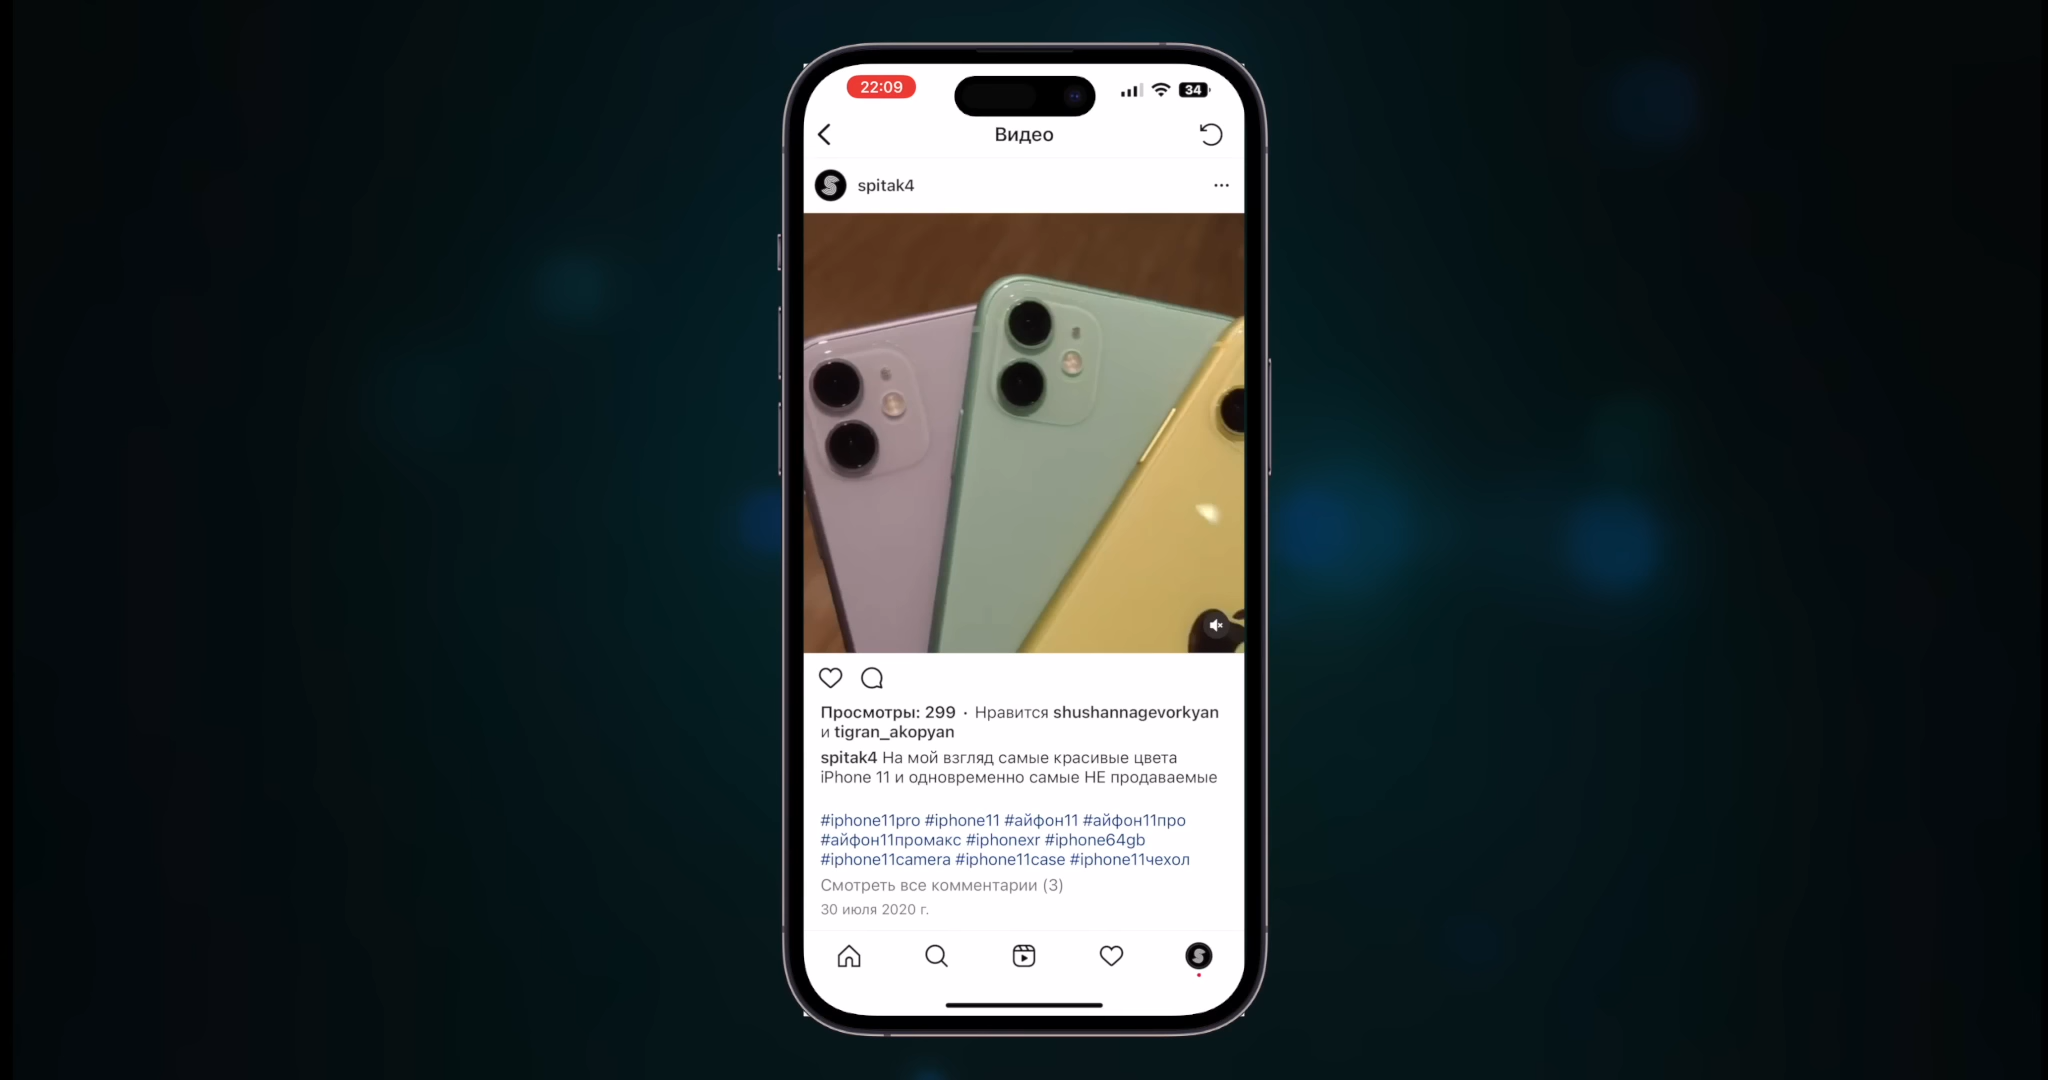 22:09
34
Видео
spitak4
Просмотры: 299 · Нравится shushannagevorkyan
и tigran_akopyan
spitak4 На мой взгляд самые красивые цвета
iPhone 11 и одновременно самые НЕ продаваемые
#iphone11pro #iphone11 #айфон11 #айфон11про
#айфон11промакс #iphonexr #iphone64gb
#iphone11camera #iphone11case #iphone11чехол
Смотреть все комментарии (3)
30 июля 2020 г.